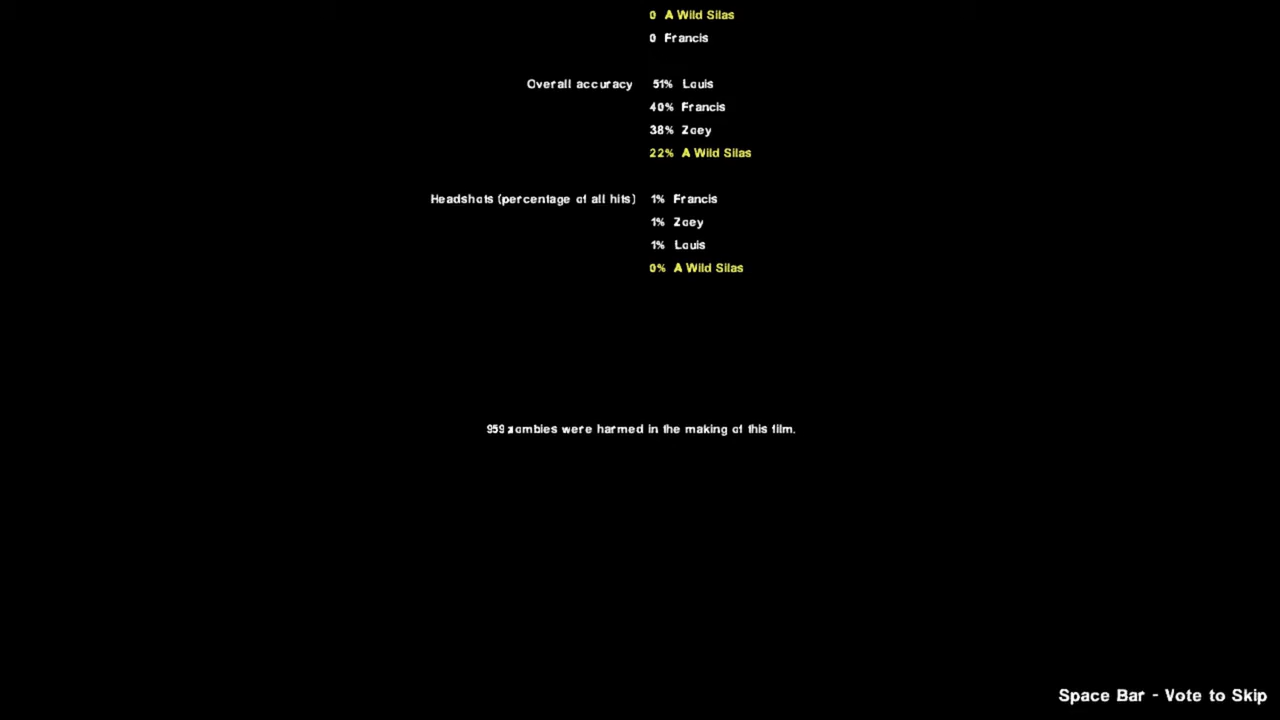 0 A Wild Silas
0 Francis
Overall accuracy 51% Louis
40% Francis
38% Zoey
22% A Wild Silas
Headshots (percentage of all hits) 1% Francis
1% Zoey
1% Louis
0% A Wild Silas
959 zombies were harmed in the making of this film.
Space Bar - Vote to Skip